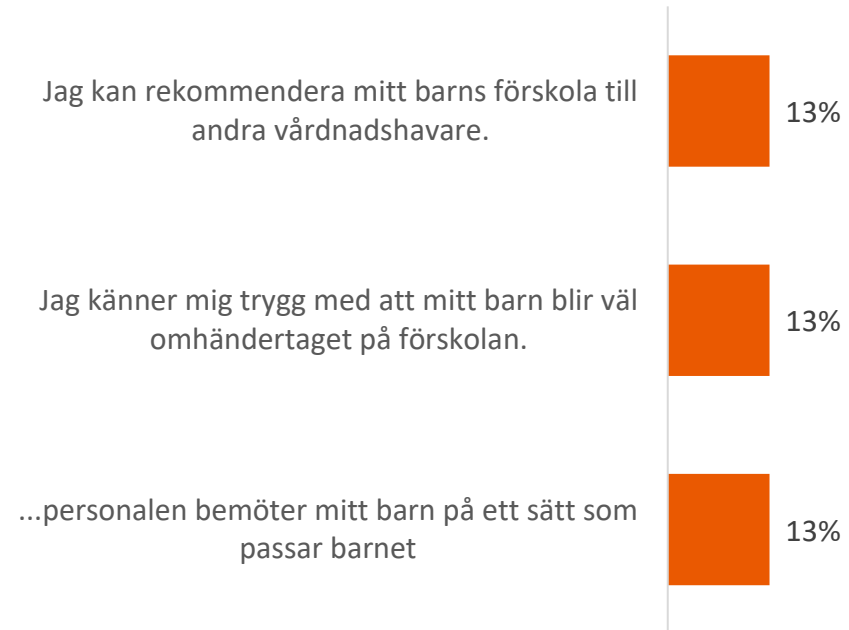 Jag kan rekommendera mitt barns förskola till
andra vårdnadshavare.
13%
Jag känner mig trygg med att mitt barn blir väl
omhändertaget på förskolan.
13%
...personalen bemöter mitt barn på ett sätt som
passar barnet
13%